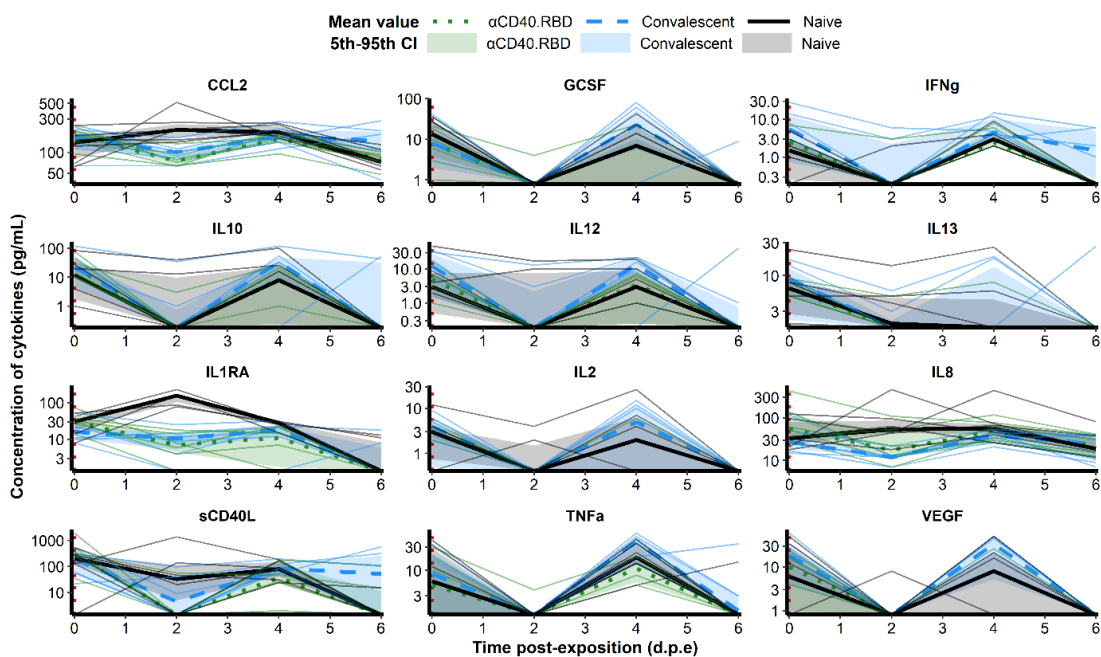 Mean value αCD40.RBD Convalescent Naive
5th-95th CI αCD40.RBD Convalescent Naive
CCL2 GCSF IFNg
500 300 100 50
100 10 1
30.0 10.0 3.0 1.0 0.3
0 1 2 3 4 5 6 0 1 2 3 4 5 6 0 1 2 3 4 5 6
IL10 IL12 IL13
100 10 1
30.0 10.0 3.0 1.0 0.3
30 10 3
0 1 2 3 4 5 6 0 1 2 3 4 5 6 0 1 2 3 4 5 6
IL1RA IL2 IL8
100 30 10 3
30 10 3 1
300 100 30 10
0 1 2 3 4 5 6 0 1 2 3 4 5 6 0 1 2 3 4 5 6
sCD40L TNFa VEGF
1000 100 10
30 10 3 1
30 10 3 1
0 1 2 3 4 5 6 0 1 2 3 4 5 6 0 1 2 3 4 5 6
Concentration of cytokines (pg/mL)
Time post-exposition (d.p.e)